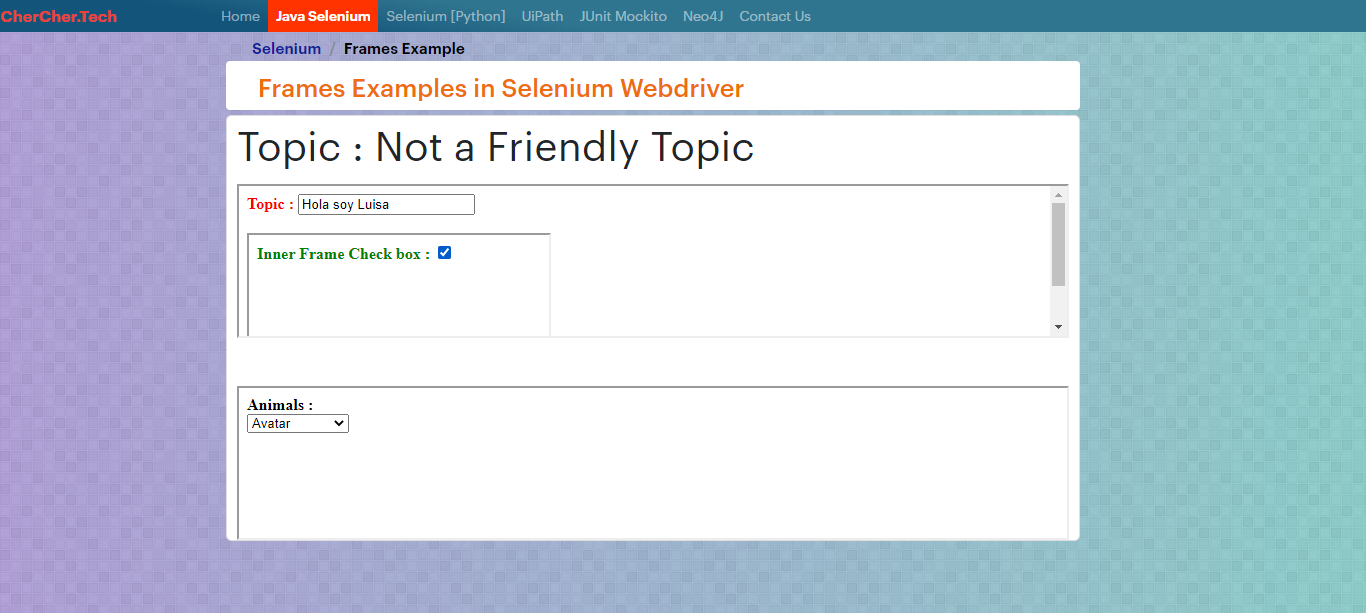 CherCher.Tech Home Java Selenium Selenium [Python] UiPath JUnit Mockito Neo4J Contact Us
Selenium / Frames Example
Frames Examples in Selenium Webdriver
Topic : Not a Friendly Topic
Topic : Hola soy Luisa
Inner Frame Check box :
Animals :
Avatar